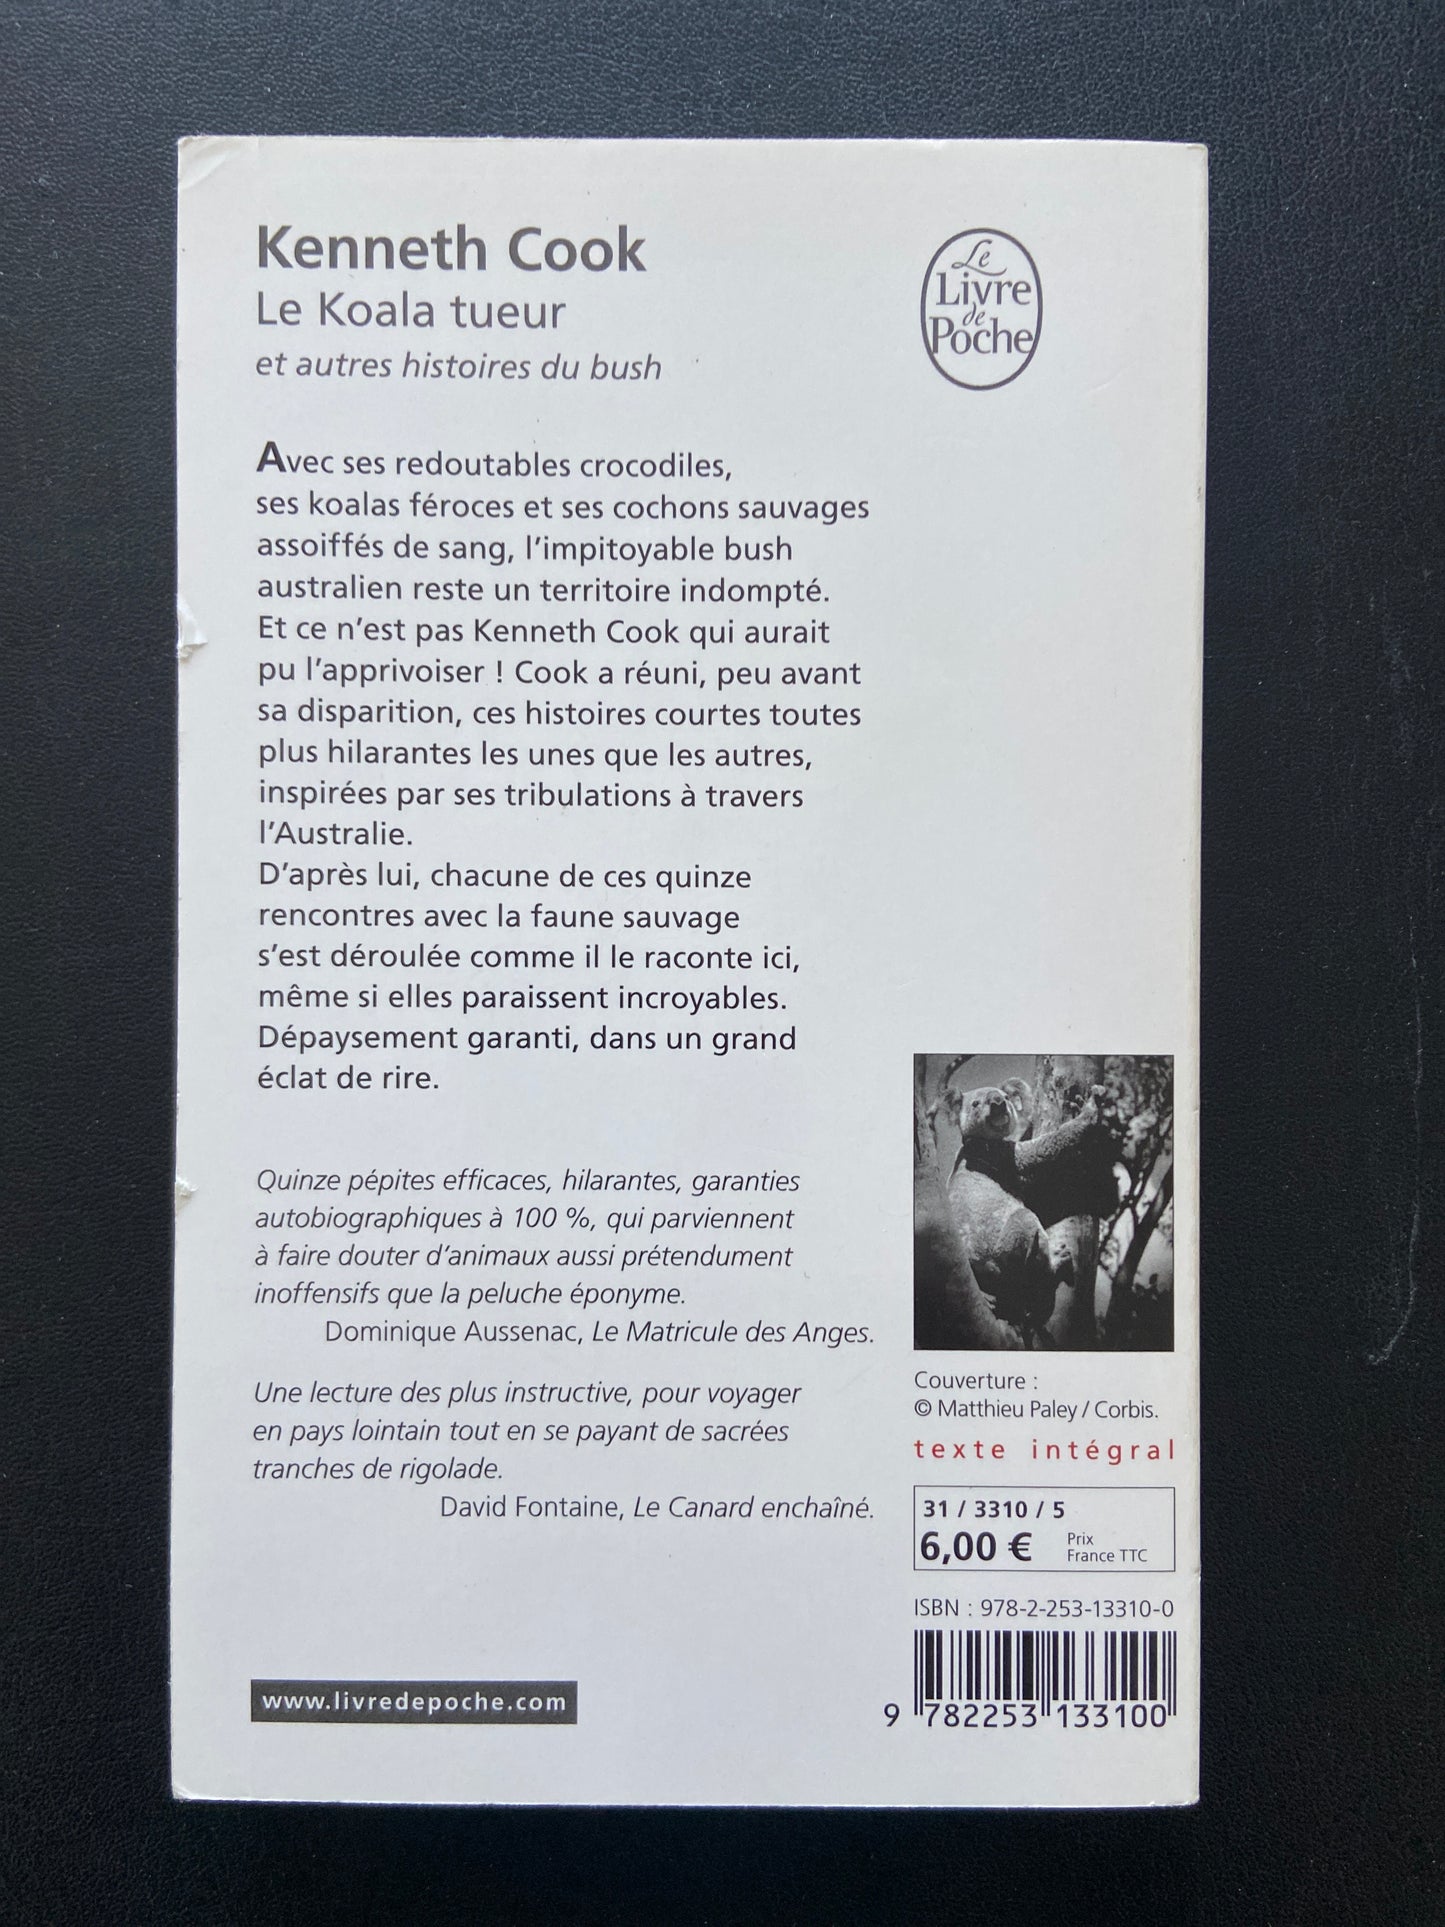 Kenneth Cook
Le Koala tueur
et autres histoires du bush
Le
Livre
de
Poche
Avec ses redoutables crocodiles,
ses koalas féroces et ses cochons sauvages
assoiffés de sang, l'impitoyable bush
australien reste un territoire indompté.
Et ce n'est pas Kenneth Cook qui aurait
pu l'apprivoiser ! Cook a réuni, peu avant
sa disparition, ces histoires courtes toutes
plus hilarantes les unes que les autres,
inspirées par ses tribulations à travers
l'Australie.
D'après lui, chacune de ces quinze
rencontres avec la faune sauvage
s'est déroulée comme il le raconte ici,
même si elles paraissent incroyables.
Dépaysement garanti, dans un grand
éclat de rire.
Quinze pépites efficaces, hilarantes, garanties
autobiographiques à 100 %, qui parviennent
à faire douter d'animaux aussi prétendument
inoffensifs que la peluche éponyme.
Dominique Aussenac, Le Matricule des Anges.
Une lecture des plus instructive, pour voyager
en pays lointain tout en se payant de sacrées
tranches de rigolade.
David Fontaine, Le Canard enchaîné.
www.livredepoche.com
Couverture :
© Matthieu Paley / Corbis.
texte intégral
31 / 3310 / 5
6,00 € Prix
France TTC
ISBN : 978-2-253-13310-0
9 782253 133100